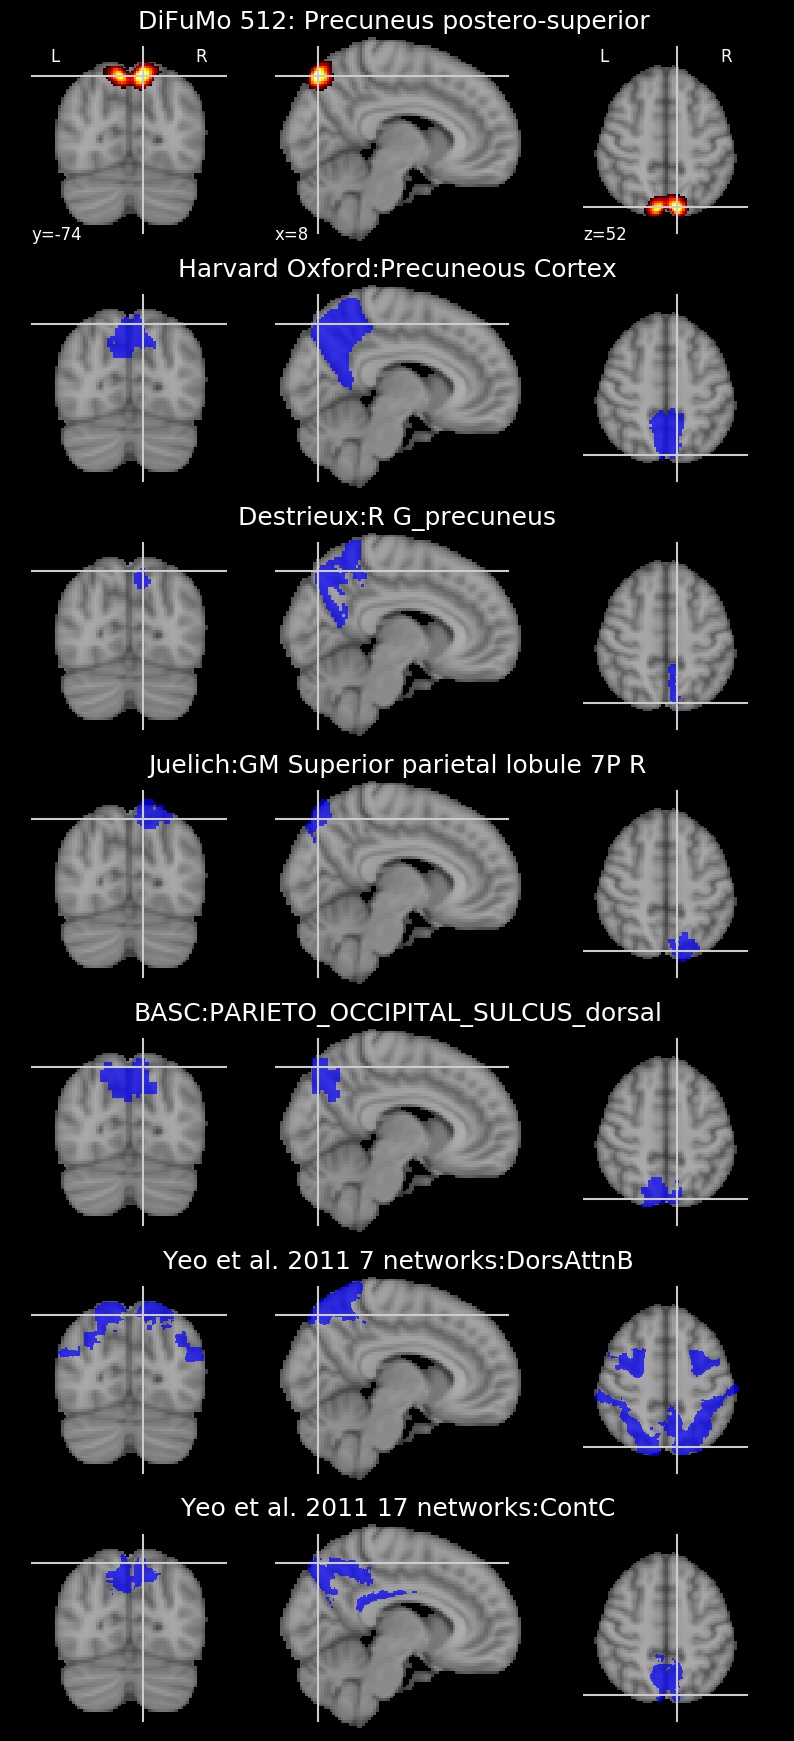 DiFuMo 512: Precuneus postero-superior
L R L R
y=-74 x=8 z=52
Harvard Oxford:Precuneous Cortex
Destrieux:R G_precuneus
Juelich:GM Superior parietal lobule 7P R
BASC:PARIETO_OCCIPITAL_SULCUS_dorsal
Yeo et al. 2011 7 networks:DorsAttnB
Yeo et al. 2011 17 networks:ContC